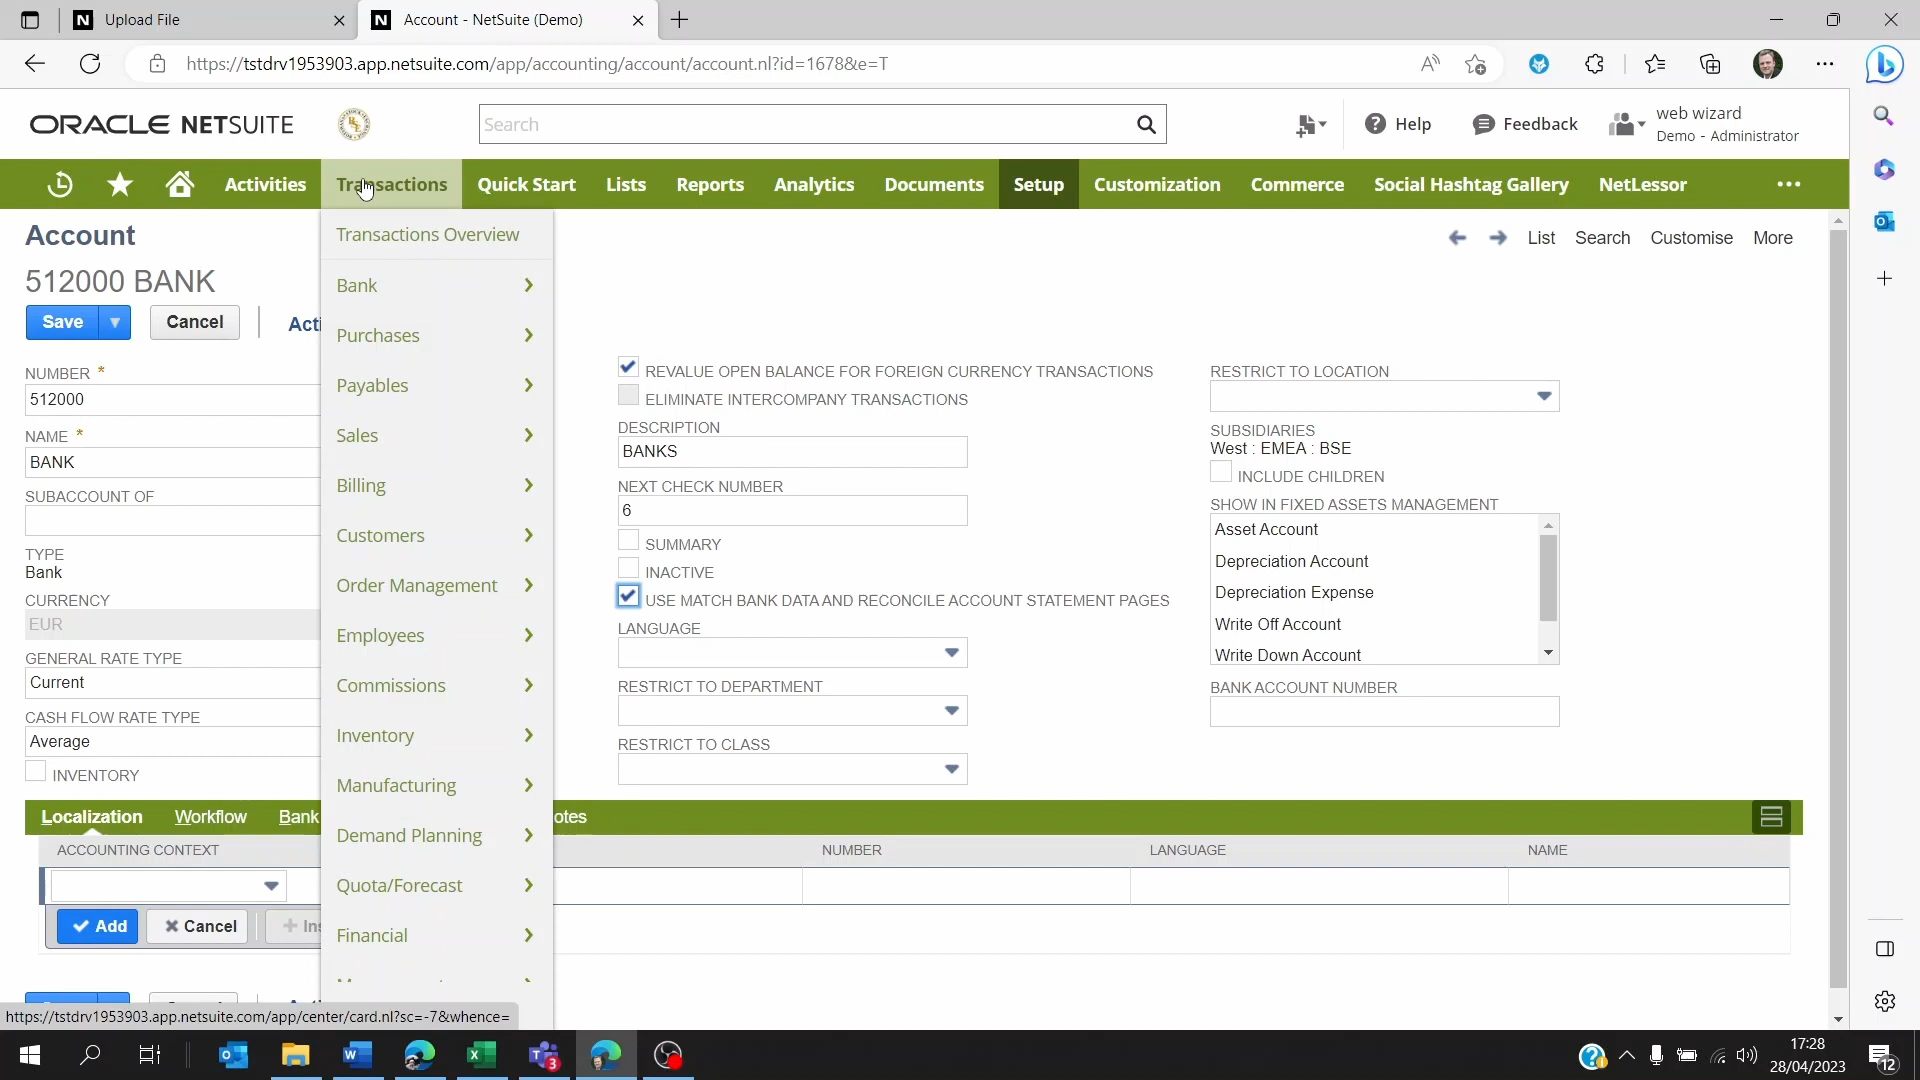 Upload File
Account - NetSuite (Demo)
https://tstdrv1953903.app.netsuite.com/app/accounting/account/account.nl?id=1678&e=T
ORACLE NETSUITE
Search
Help
Feedback
web wizard
Demo - Administrator
Activities
Transactions
Quick Start
Lists
Reports
Analytics
Documents
Setup
Customization
Commerce
Social Hashtag Gallery
NetLessor
Account
512000 BANK
List
Search
Customise
More
Save
Cancel
Acti
NUMBER *
512000
NAME *
BANK
SUBACCOUNT OF
TYPE
Bank
CURRENCY
EUR
GENERAL RATE TYPE
Current
CASH FLOW RATE TYPE
Average
INVENTORY
Transactions Overview
Bank
Purchases
Payables
Sales
Billing
Customers
Order Management
Employees
Commissions
Inventory
Manufacturing
Demand Planning
Quota/Forecast
Financial
REVALUE OPEN BALANCE FOR FOREIGN CURRENCY TRANSACTIONS
ELIMINATE INTERCOMPANY TRANSACTIONS
DESCRIPTION
BANKS
NEXT CHECK NUMBER
6
SUMMARY
INACTIVE
USE MATCH BANK DATA AND RECONCILE ACCOUNT STATEMENT PAGES
LANGUAGE
RESTRICT TO DEPARTMENT
RESTRICT TO CLASS
RESTRICT TO LOCATION
SUBSIDIARIES
West : EMEA : BSE
INCLUDE CHILDREN
SHOW IN FIXED ASSETS MANAGEMENT
Asset Account
Depreciation Account
Depreciation Expense
Write Off Account
Write Down Account
BANK ACCOUNT NUMBER
Localization
Workflow
Bank
otes
ACCOUNTING CONTEXT
NUMBER
LANGUAGE
NAME
Add
Cancel
Ins
https://tstdrv1953903.app.netsuite.com/app/center/card.nl?sc=-7&whence=
3
17:28
28/04/2023
12